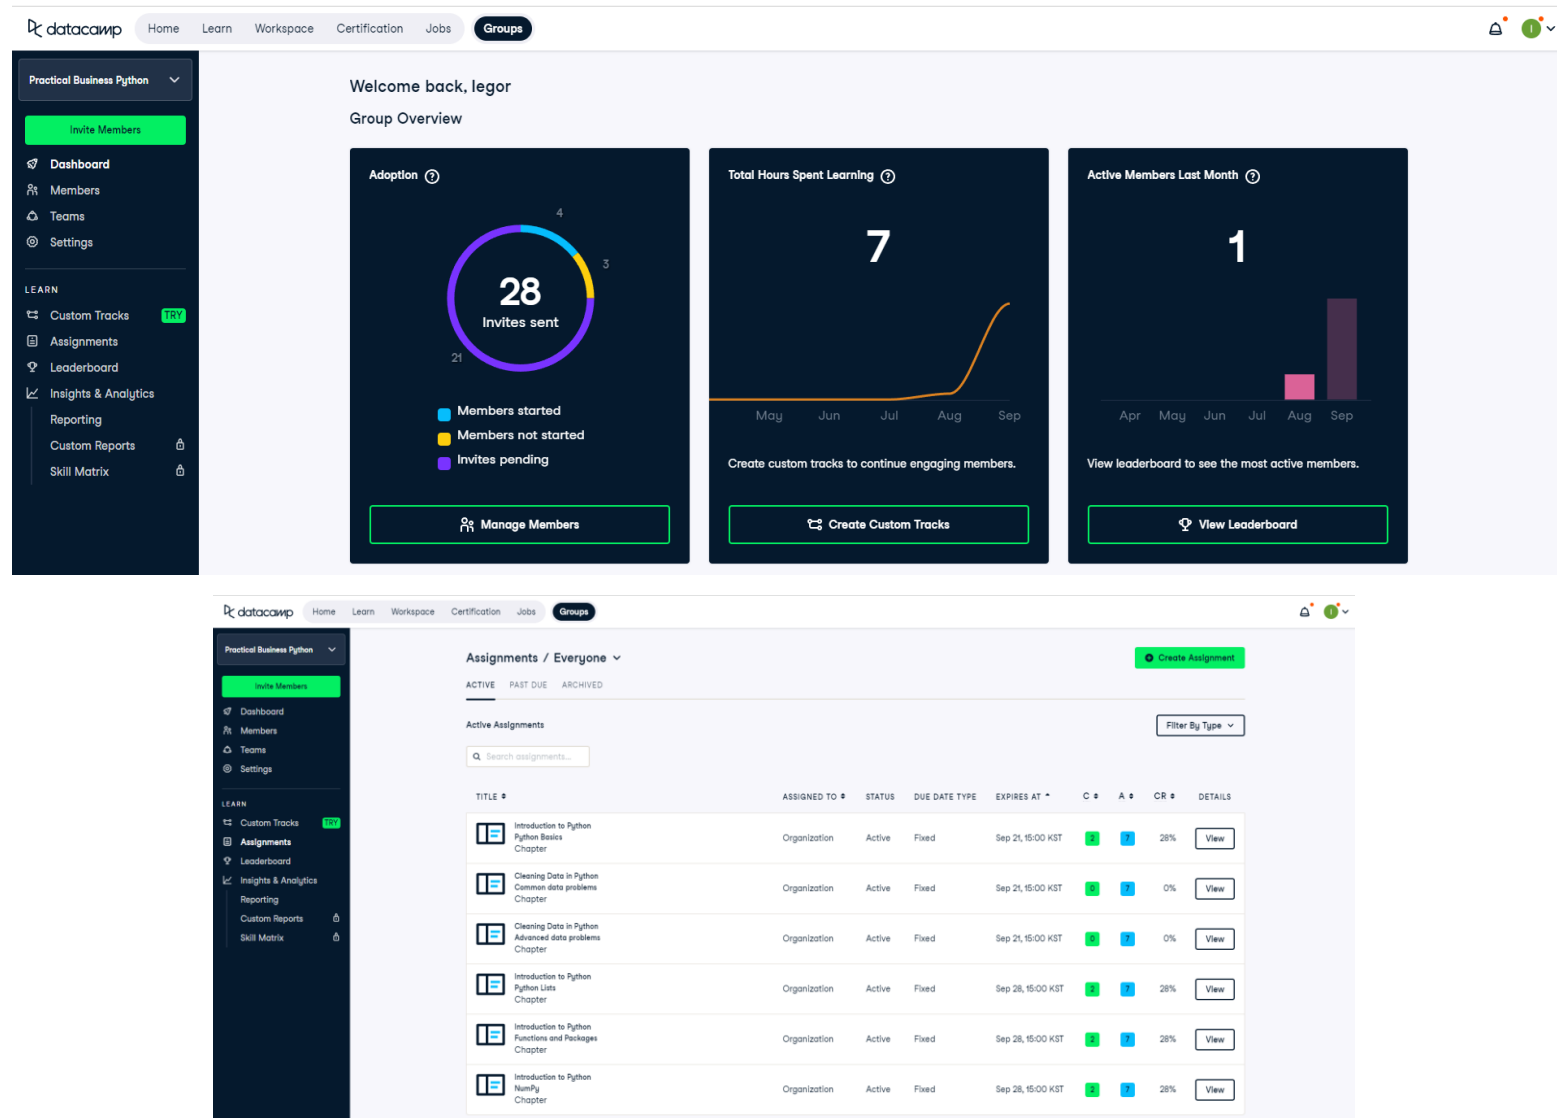 datacamp Home Learn Workspace Certification Jobs Groups
Practical Business Python
Invite Members
Dashboard
Members
Teams
Settings
LEARN
Custom Tracks TRY
Assignments
Leaderboard
Insights & Analytics
Reporting
Custom Reports
Skill Matrix
Welcome back, Iegor
Group Overview
Adoption ?
4
3
28
Invites sent
21
Members started
Members not started
Invites pending
Manage Members
Total Hours Spent Learning ?
7
May Jun Jul Aug Sep
Create custom tracks to continue engaging members.
Create Custom Tracks
Active Members Last Month ?
1
Apr May Jun Jul Aug Sep
View leaderboard to see the most active members.
View Leaderboard
datacamp Home Learn Workspace Certification Jobs Groups
Practical Business Python
Invite Members
Dashboard
Members
Teams
Settings
LEARN
Custom Tracks TRY
Assignments
Leaderboard
Insights & Analytics
Reporting
Custom Reports
Skill Matrix
Assignments / Everyone
Create Assignment
ACTIVE PAST DUE ARCHIVED
Active Assignments
Filter By Type
Search assignments...
TITLE ASSIGNED TO STATUS DUE DATE TYPE EXPIRES AT C A CR DETAILS
Introduction to Python
Python Basics
Chapter
Organization Active Fixed Sep 21, 15:00 KST 2 7 28% View
Cleaning Data in Python
Common data problems
Chapter
Organization Active Fixed Sep 21, 15:00 KST 0 7 0% View
Cleaning Data in Python
Advanced data problems
Chapter
Organization Active Fixed Sep 21, 15:00 KST 0 7 0% View
Introduction to Python
Python Lists
Chapter
Organization Active Fixed Sep 28, 15:00 KST 2 7 28% View
Introduction to Python
Functions and Packages
Chapter
Organization Active Fixed Sep 28, 15:00 KST 2 7 28% View
Introduction to Python
NumPy
Chapter
Organization Active Fixed Sep 28, 15:00 KST 2 7 28% View